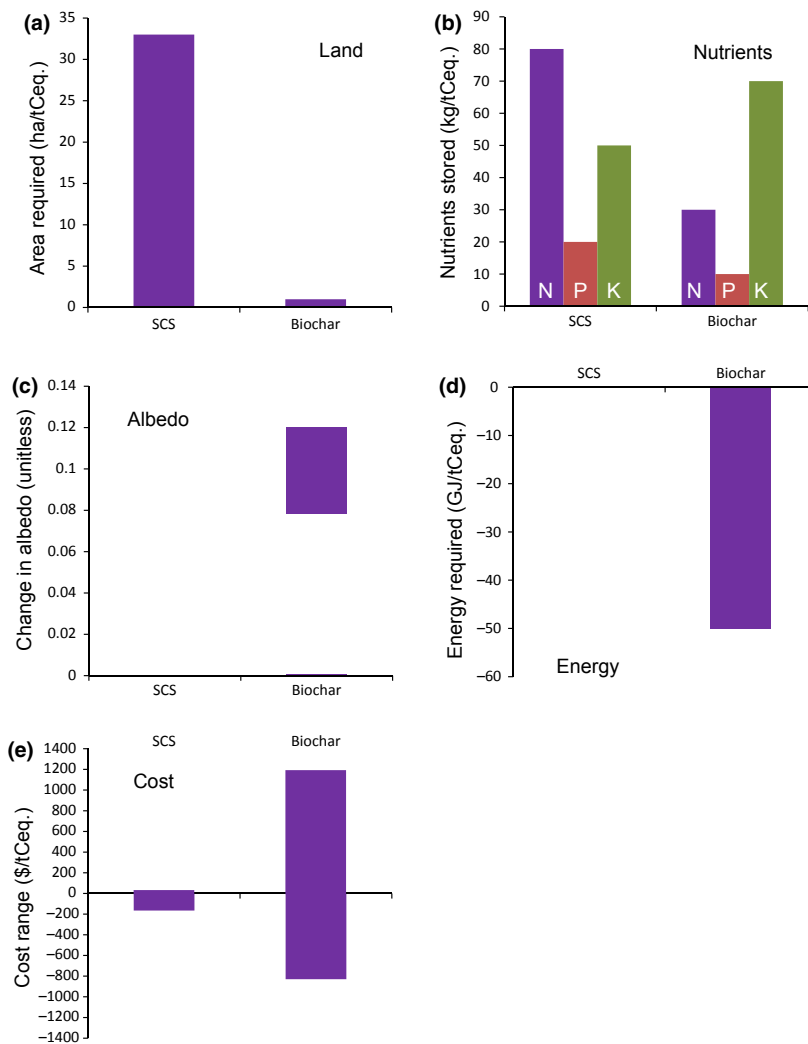 (a)
Land
Area required (ha/tCeq.)
35
30
25
20
15
10
5
0
SCS Biochar
(b)
Nutrients
Nutrients stored (kg/tCeq.)
90
80
70
60
50
40
30
20
10
0
N P K N P K
SCS Biochar
(c)
Albedo
Change in albedo (unitless)
0.14
0.12
0.1
0.08
0.06
0.04
0.02
0
SCS Biochar
(d)
SCS Biochar
Energy required (GJ/tCeq.)
0
–10
–20
–30
–40
–50
–60
Energy
(e)
SCS Biochar
Cost
Cost range ($/tCeq.)
1400
1200
1000
800
600
400
200
0
–200
–400
–600
–800
–1000
–1200
–1400